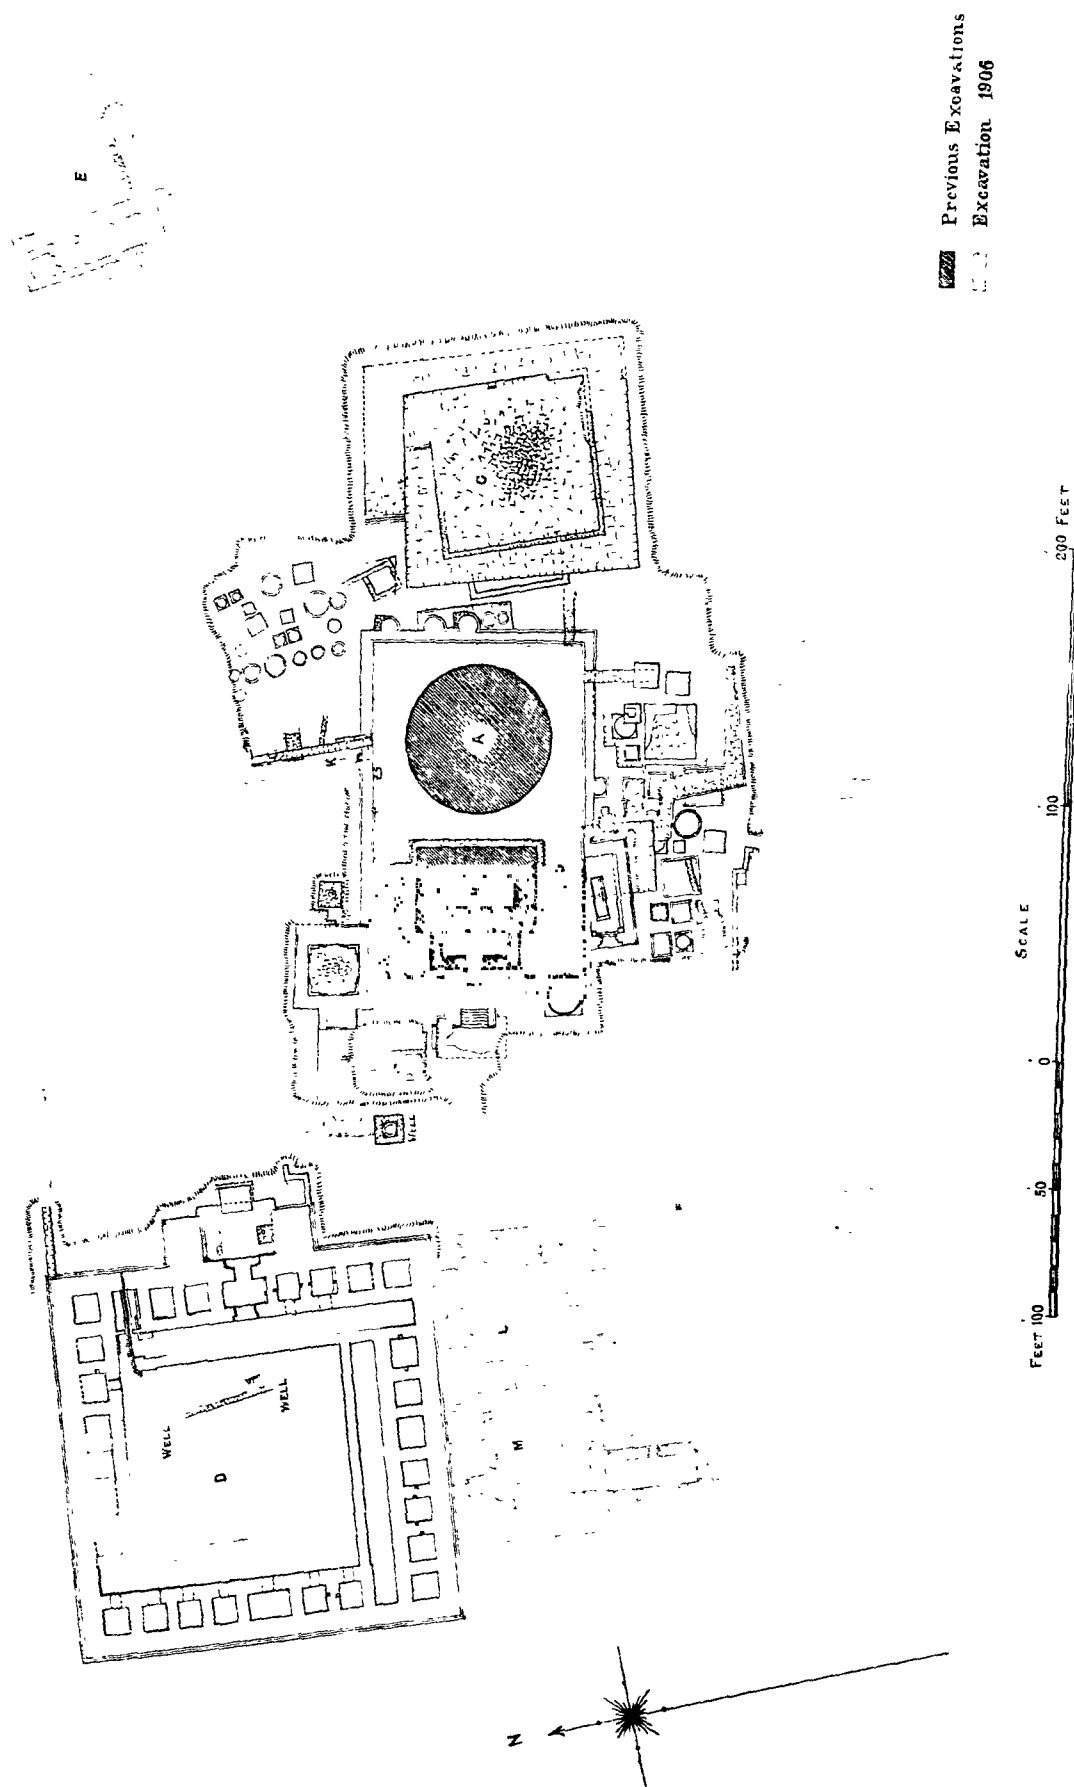 Previous Excavations
Excavation 1906
E
C
K
A
WELL
L
M
WELL
WELL
D
N
SCALE
FEET 100
50
0
100
200 FEET